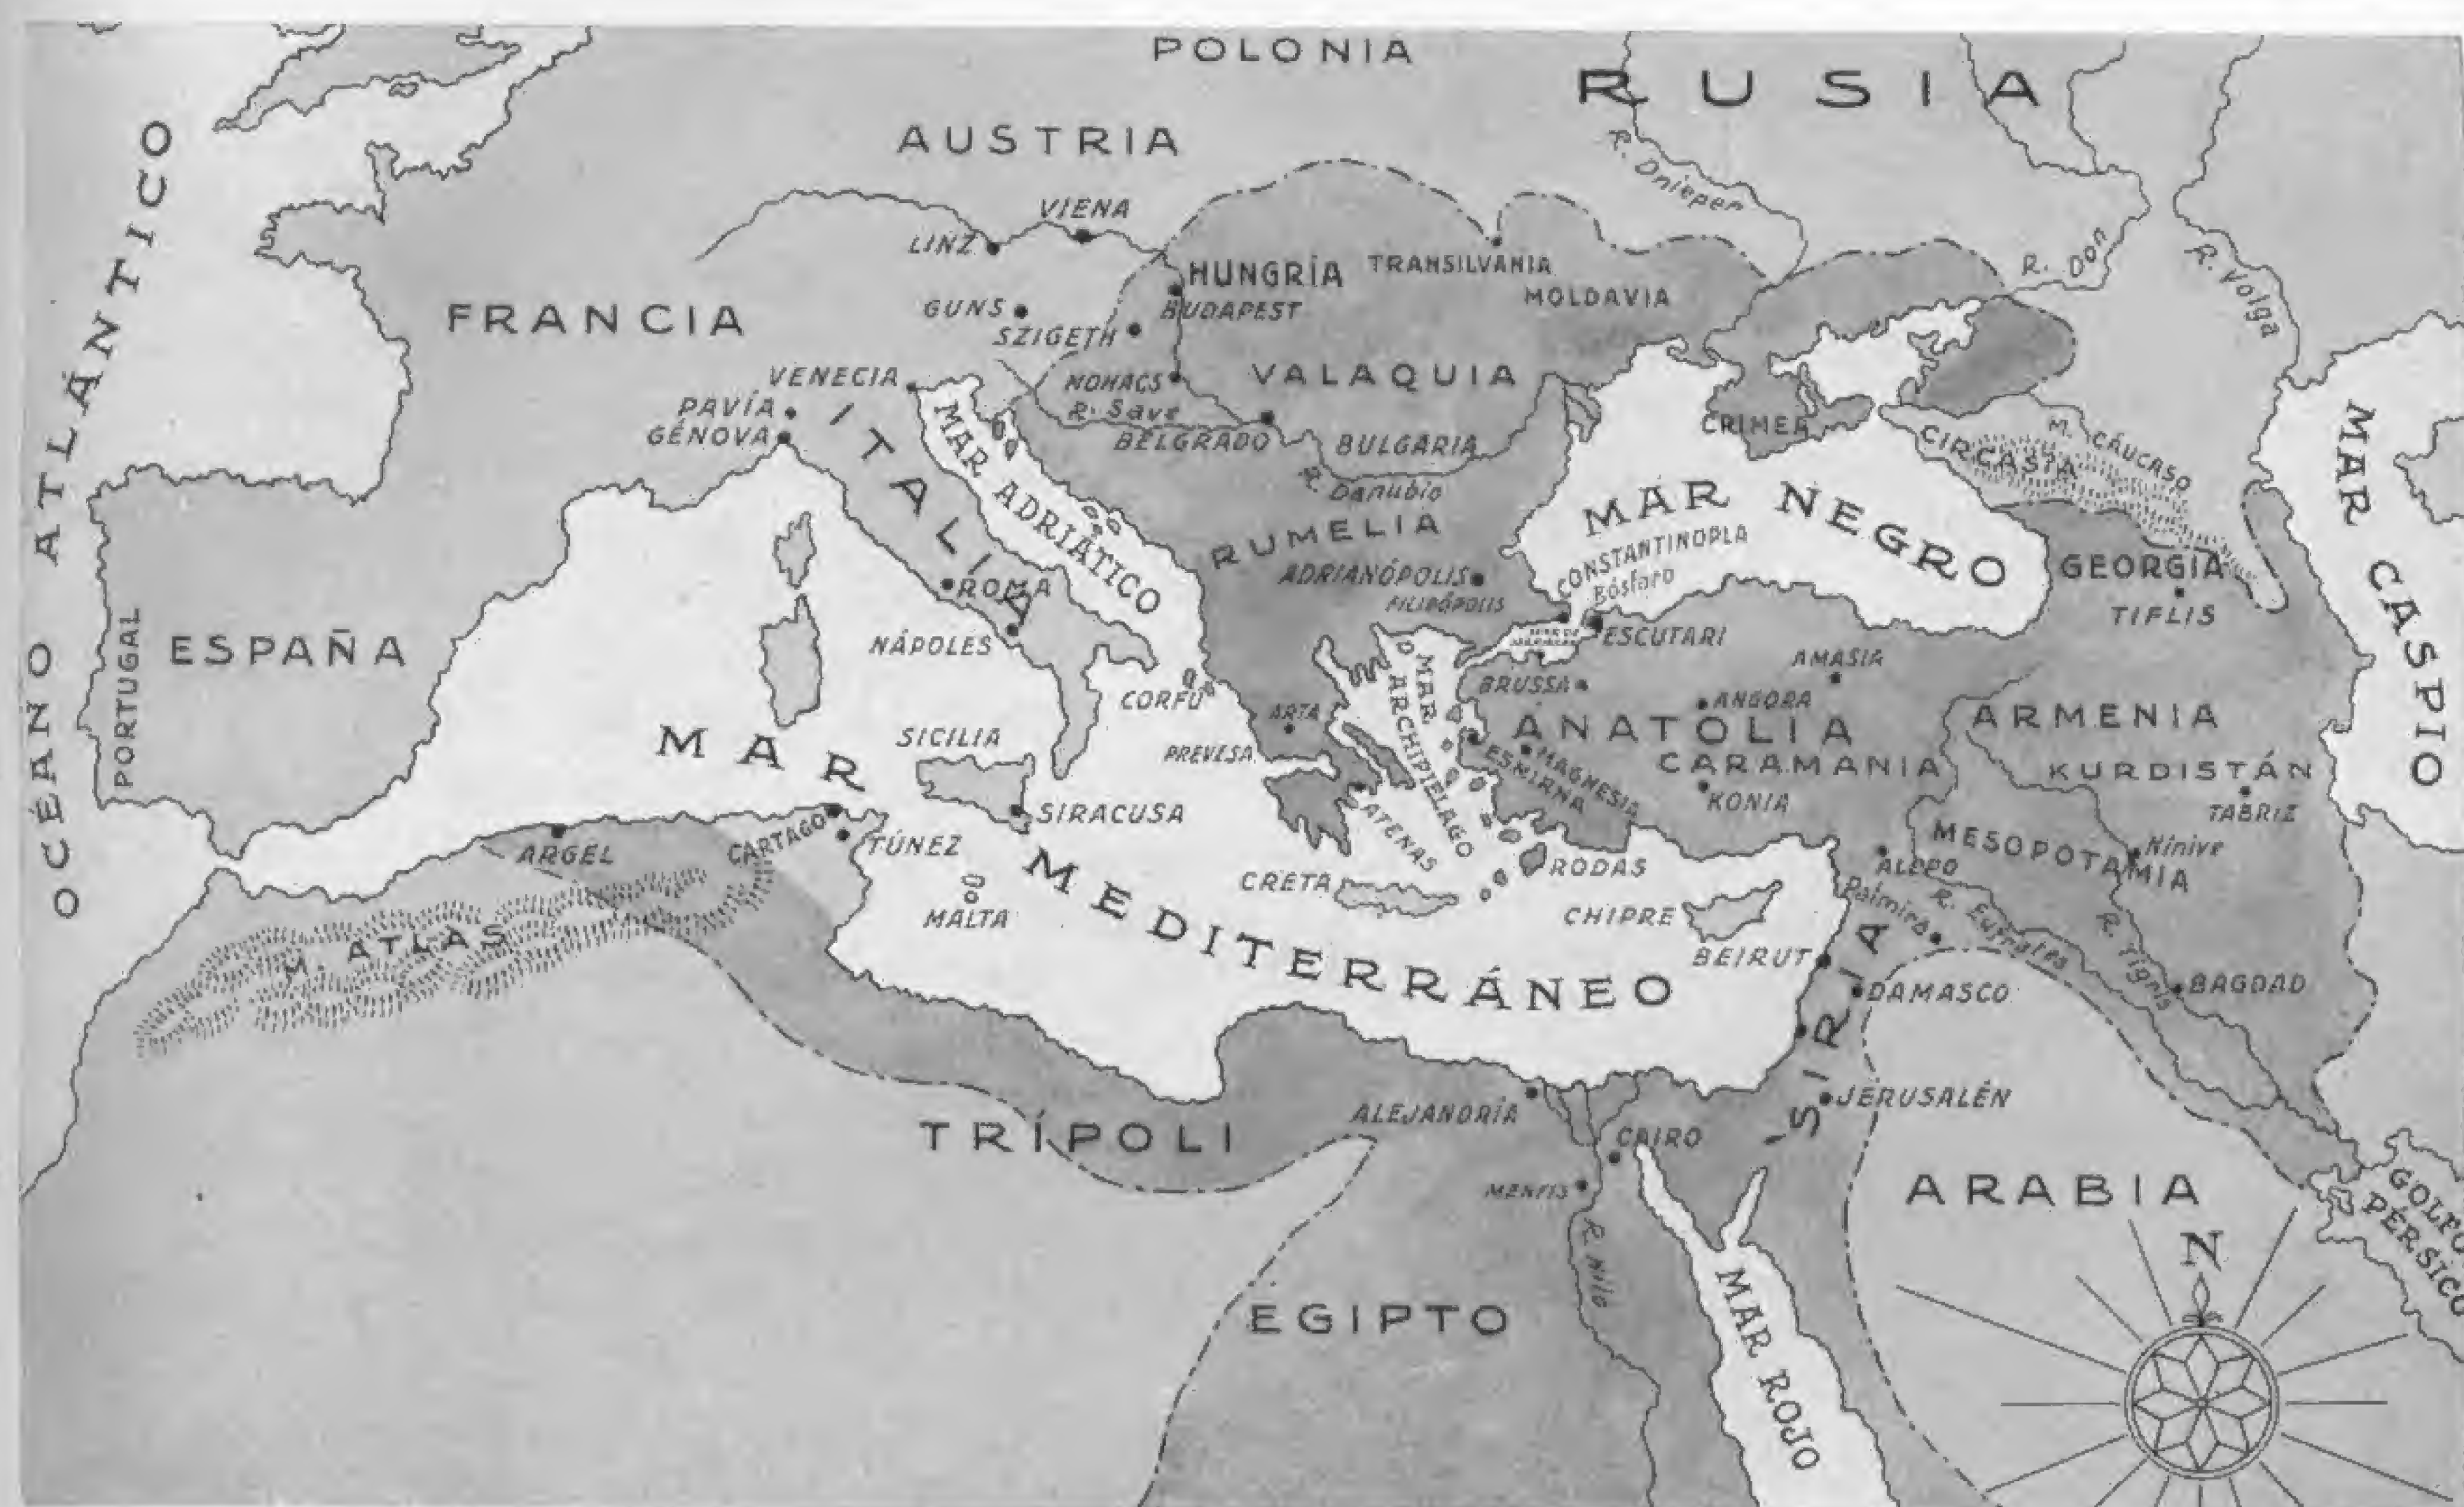 POLONIA
RUSIA
AUSTRIA
OCÉANO ATLÁNTICO
R. Dnieper
R. Don
R. Volga
VIENA
LINZ
HUNGRÍA
TRANSILVANIA
MOLDAVIA
FRANCIA
GUNS
BUDAPEST
SZIGETH
VENECIA
MOHACS
VALAQUIA
PAVÍA
R. Save
GÉNOVA
BELGRADO
BULGARIA
CRIMEA
CIRCASIA
M. CÁUCASO
MAR CASPIO
ITALIA
MAR ADRIÁTICO
R. Danubio
RUMELIA
MAR NEGRO
CONSTANTINOPLA
Bósforo
ADRIANÓPOLIS
FILIPÓPOLIS
GEORGIA
TIFLIS
ROMA
NÁPOLES
ESPAÑA
PORTUGAL
ESCUTARI
AMASIA
BRUSSA
ANGORA
CORFÚ
ARTA
MAR D ARCHIPIELAGO
ANATOLIA
ARMENIA
SICILIA
PREVESA
ESMIRNA
MAGNESIA
CARAMANIA
KURDISTÁN
KONIA
TABRIZ
SIRACUSA
ATENAS
MAR MEDITERRÁNEO
ARGEL
CARTAGO
TÚNEZ
MESOPOTAMIA
Nínive
ALEPO
RODAS
CRETA
MALTA
CHIPRE
Palmira
R. Eufrates
R. Tigris
M. ATLAS
BEIRUT
SIRIA
DAMASCO
BAGDAD
JERUSALÉN
ALEJANDRÍA
TRÍPOLI
CAIRO
MENFIS
R. Nilo
ARABIA
GOLFO PÉRSICO
EGIPTO
MAR ROJO
N